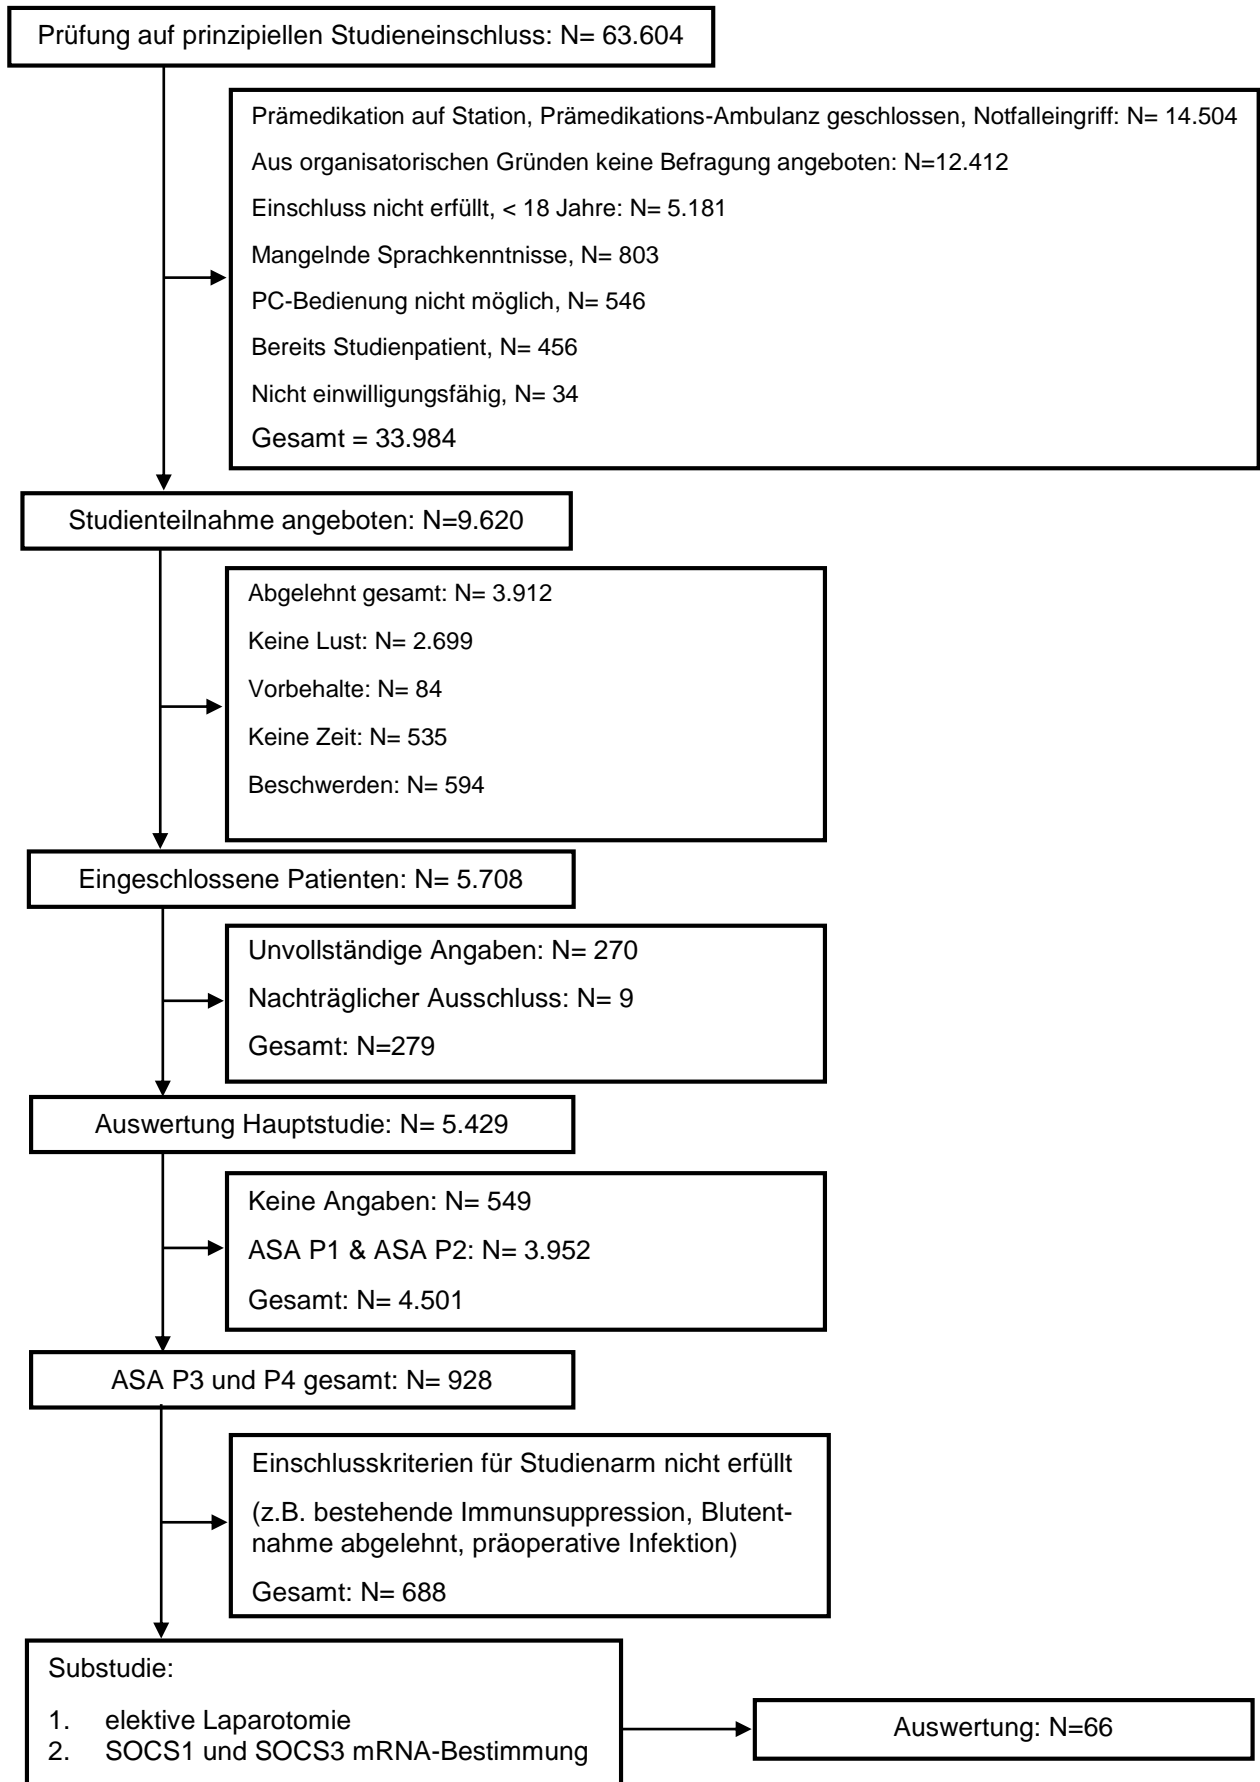 Prüfung auf prinzipiellen Studieneinschluss: N= 63.604
Prämedikation auf Station, Prämedikations-Ambulanz geschlossen, Notfalleingriff: N= 14.504
Aus organisatorischen Gründen keine Befragung angeboten: N=12.412
Einschluss nicht erfüllt, < 18 Jahre: N= 5.181
Mangelnde Sprachkenntnisse, N= 803
PC-Bedienung nicht möglich, N= 546
Bereits Studienpatient, N= 456
Nicht einwilligungsfähig, N= 34
Gesamt = 33.984
Studienteilnahme angeboten: N=9.620
Abgelehnt gesamt: N= 3.912
Keine Lust: N= 2.699
Vorbehalte: N= 84
Keine Zeit: N= 535
Beschwerden: N= 594
Eingeschlossene Patienten: N= 5.708
Unvollständige Angaben: N= 270
Nachträglicher Ausschluss: N= 9
Gesamt: N=279
Auswertung Hauptstudie: N= 5.429
Keine Angaben: N= 549
ASA P1 & ASA P2: N= 3.952
Gesamt: N= 4.501
ASA P3 und P4 gesamt: N= 928
Einschlusskriterien für Studienarm nicht erfüllt
(z.B. bestehende Immunsuppression, Blutent-
nahme abgelehnt, präoperative Infektion)
Gesamt: N= 688
Substudie:
1. elektive Laparotomie
2. SOCS1 und SOCS3 mRNA-Bestimmung
Auswertung: N=66